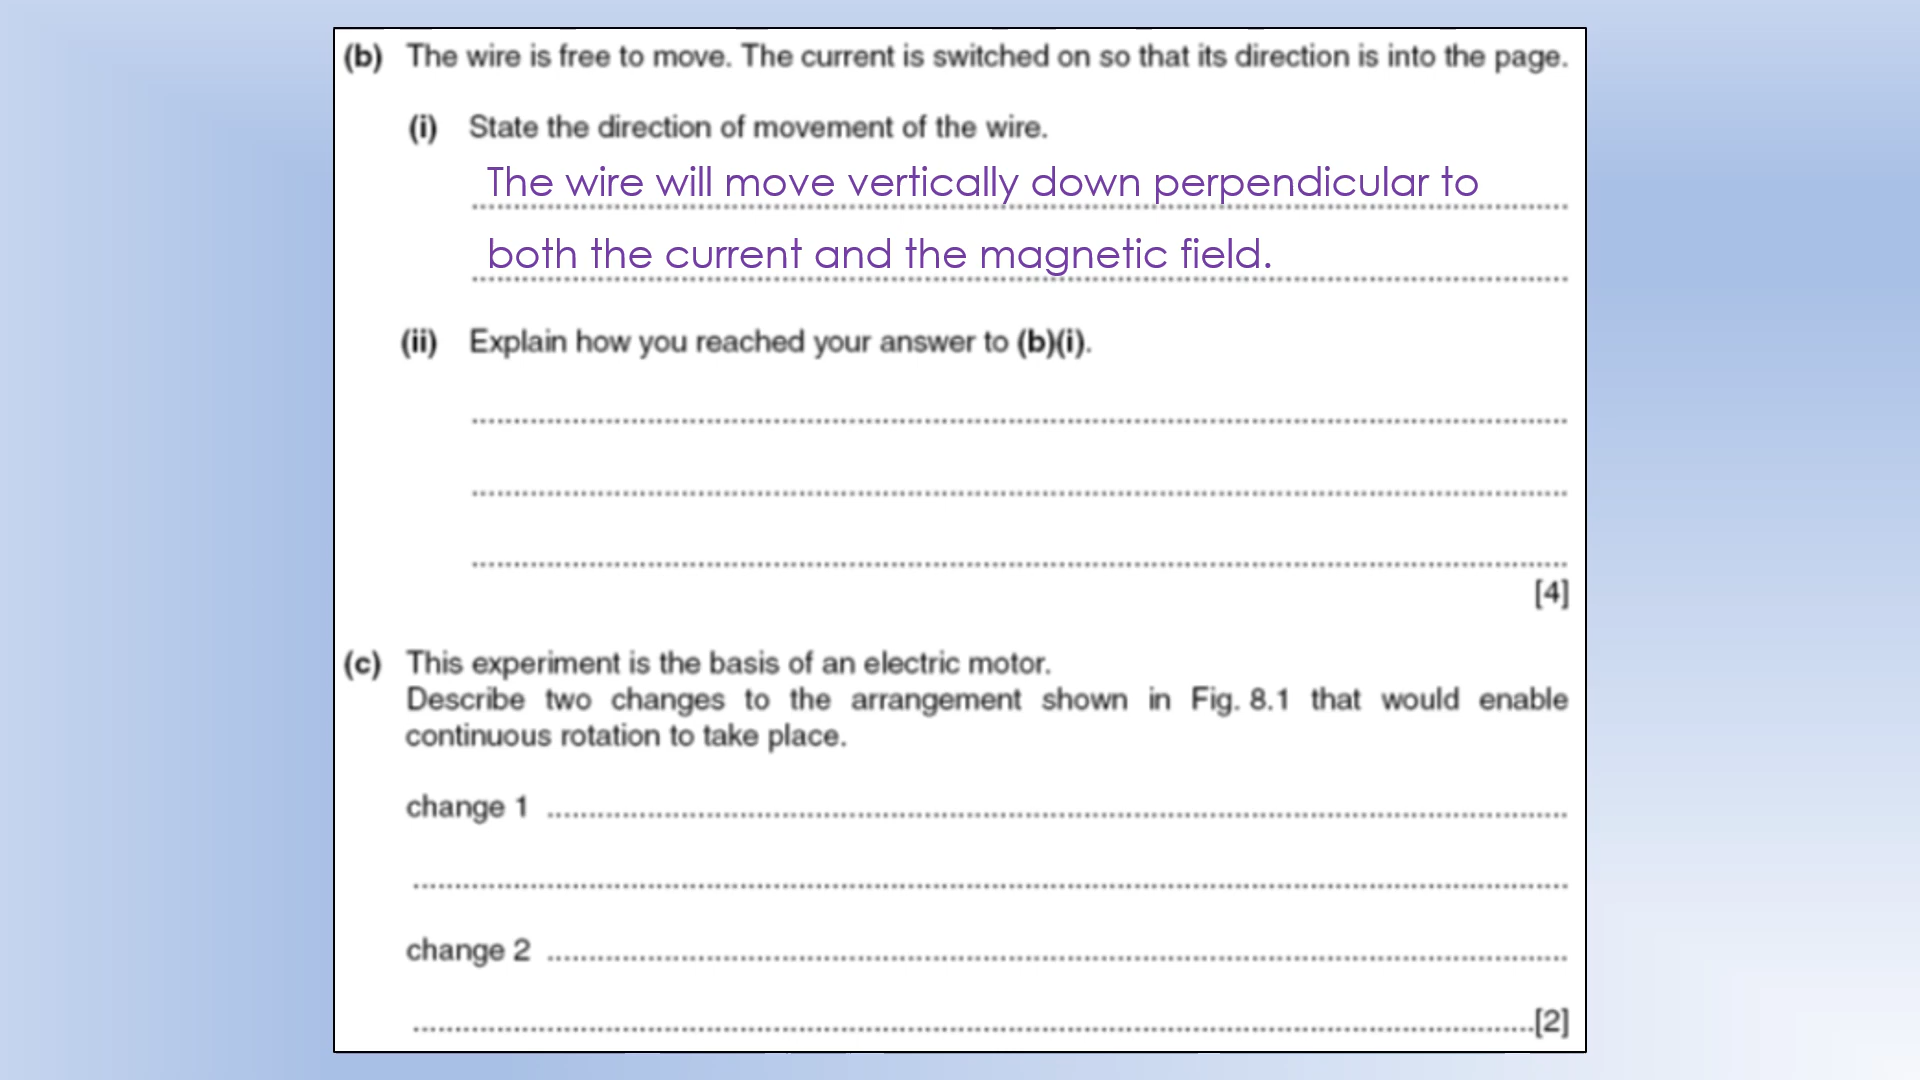 (b) The wire is free to move. The current is switched on so that its direction is into the page.
(i) State the direction of movement of the wire.
The wire will move vertically down perpendicular to
both the current and the magnetic field.
(ii) Explain how you reached your answer to (b)(i).
[4]
(c) This experiment is the basis of an electric motor.
Describe two changes to the arrangement shown in Fig. 8.1 that would enable
continuous rotation to take place.
change 1
change 2
[2]